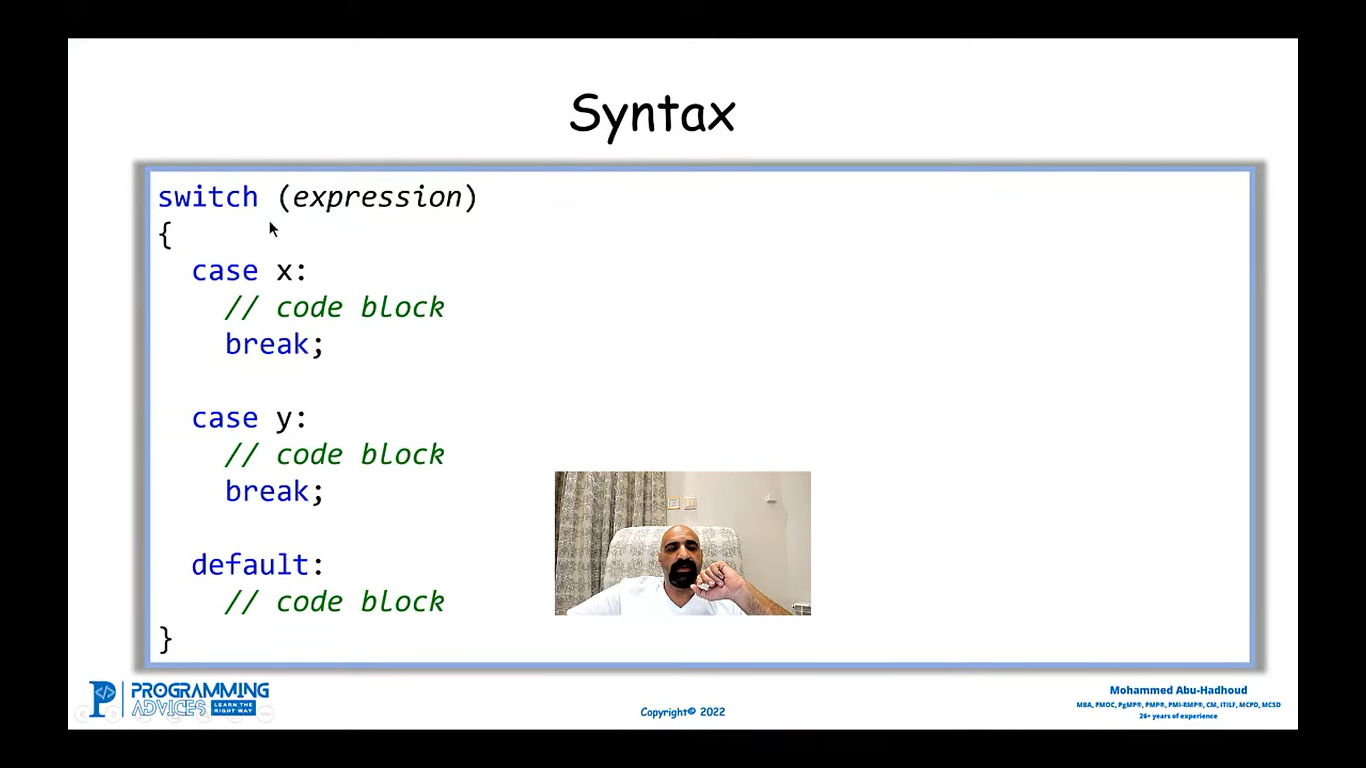 Syntax
switch (expression)
{
case x:
// code block
break;
case y:
// code block
break;
default:
// code block
}
PROGRAMMING
ADVICES LEARN THE RIGHT WAY
Copyright© 2022
Mohammed Abu-Hadhoud
MBA, PMOC, PgMP®, PMP®, PMI-RMP®, CM, ITILF, MCPD, MCSD
26+ years of experience